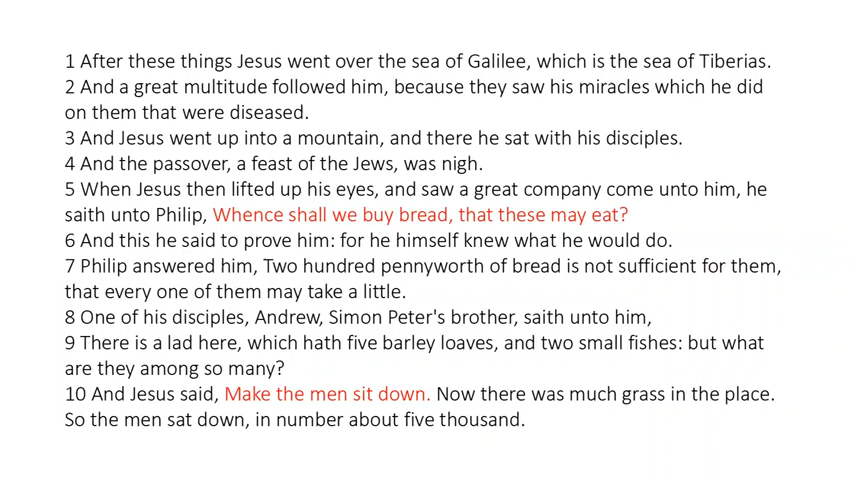 1 After these things Jesus went over the sea of Galilee, which is the sea of Tiberias.
2 And a great multitude followed him, because they saw his miracles which he did
on them that were diseased.
3 And Jesus went up into a mountain, and there he sat with his disciples.
4 And the passover, a feast of the Jews, was nigh.
5 When Jesus then lifted up his eyes, and saw a great company come unto him, he
saith unto Philip, Whence shall we buy bread, that these may eat?
6 And this he said to prove him: for he himself knew what he would do.
7 Philip answered him, Two hundred pennyworth of bread is not sufficient for them,
that every one of them may take a little.
8 One of his disciples, Andrew, Simon Peter's brother, saith unto him,
9 There is a lad here, which hath five barley loaves, and two small fishes: but what
are they among so many?
10 And Jesus said, Make the men sit down. Now there was much grass in the place.
So the men sat down, in number about five thousand.